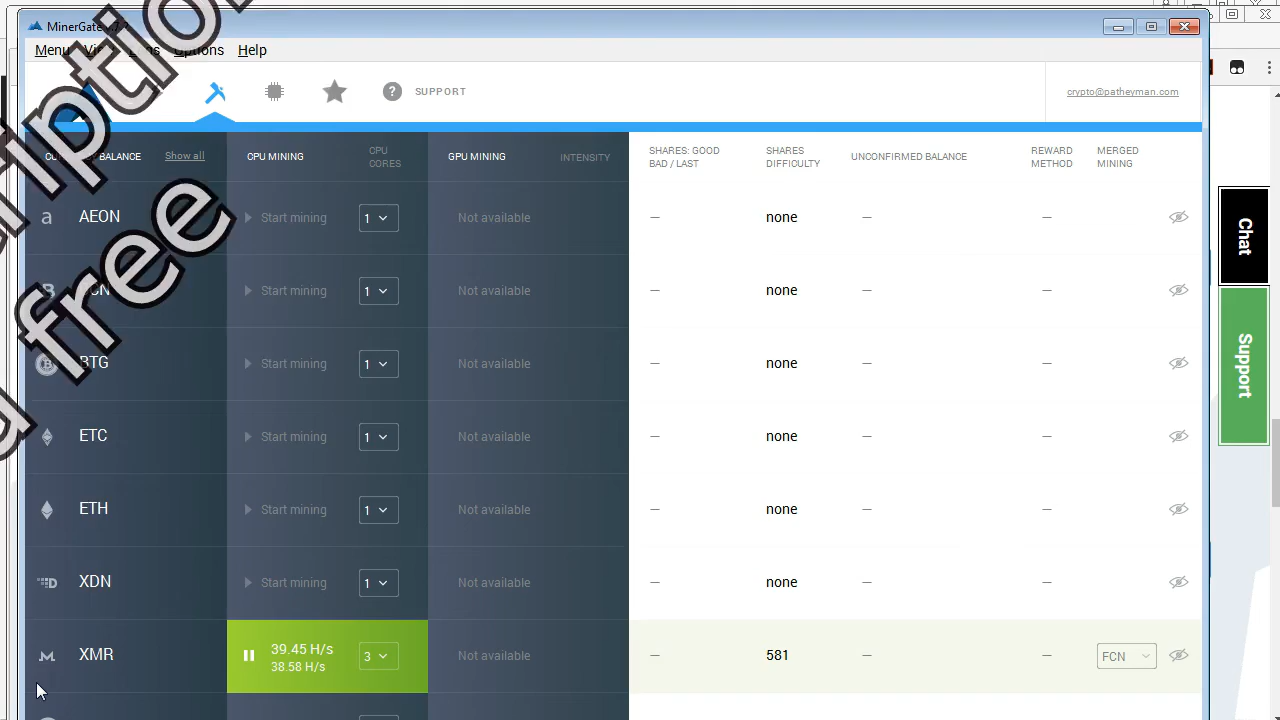 MinerGate
Menu Options Help
SUPPORT crypto@patheyman.com
BALANCE Show all CPU MINING CPU CORES GPU MINING INTENSITY SHARES: GOOD BAD / LAST SHARES DIFFICULTY UNCONFIRMED BALANCE REWARD METHOD MERGED MINING
AEON Start mining 1 Not available — none — —
Start mining 1 Not available — none — —
BTG Start mining 1 Not available — none — —
ETC Start mining 1 Not available — none — —
ETH Start mining 1 Not available — none — —
XDN Start mining 1 Not available — none — —
XMR 39.45 H/s 3 Not available — 581 — — FCN
38.58 H/s
Chat
Support
free